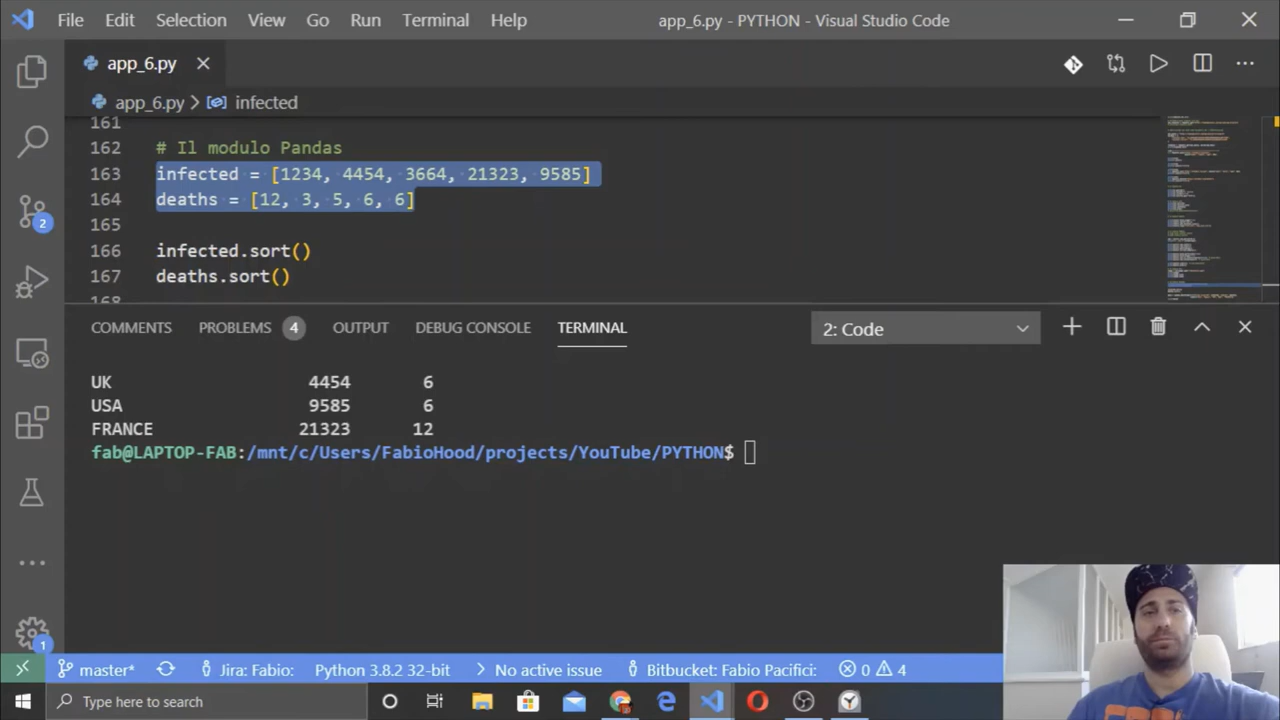 File Edit Selection View Go Run Terminal Help app_6.py - PYTHON - Visual Studio Code
app_6.py
app_6.py > infected
161
162 # Il modulo Pandas
163 infected = [1234, 4454, 3664, 21323, 9585]
164 deaths = [12, 3, 5, 6, 6]
165
166 infected.sort()
167 deaths.sort()
168
2
COMMENTS PROBLEMS 4 OUTPUT DEBUG CONSOLE TERMINAL 2: Code
UK 4454 6
USA 9585 6
FRANCE 21323 12
fab@LAPTOP-FAB:/mnt/c/Users/FabioHood/projects/YouTube/PYTHON$
1
master* Jira: Fabio: Python 3.8.2 32-bit No active issue Bitbucket: Fabio Pacifici: 0 4
Type here to search